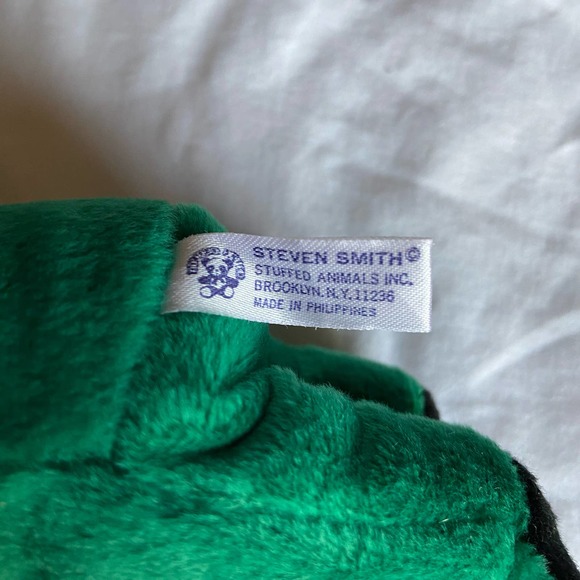 STEVEN SMITH©
STUFFED ANIMALS INC.
BROOKLYN. N.Y. 11236
MADE IN PHILIPPINES